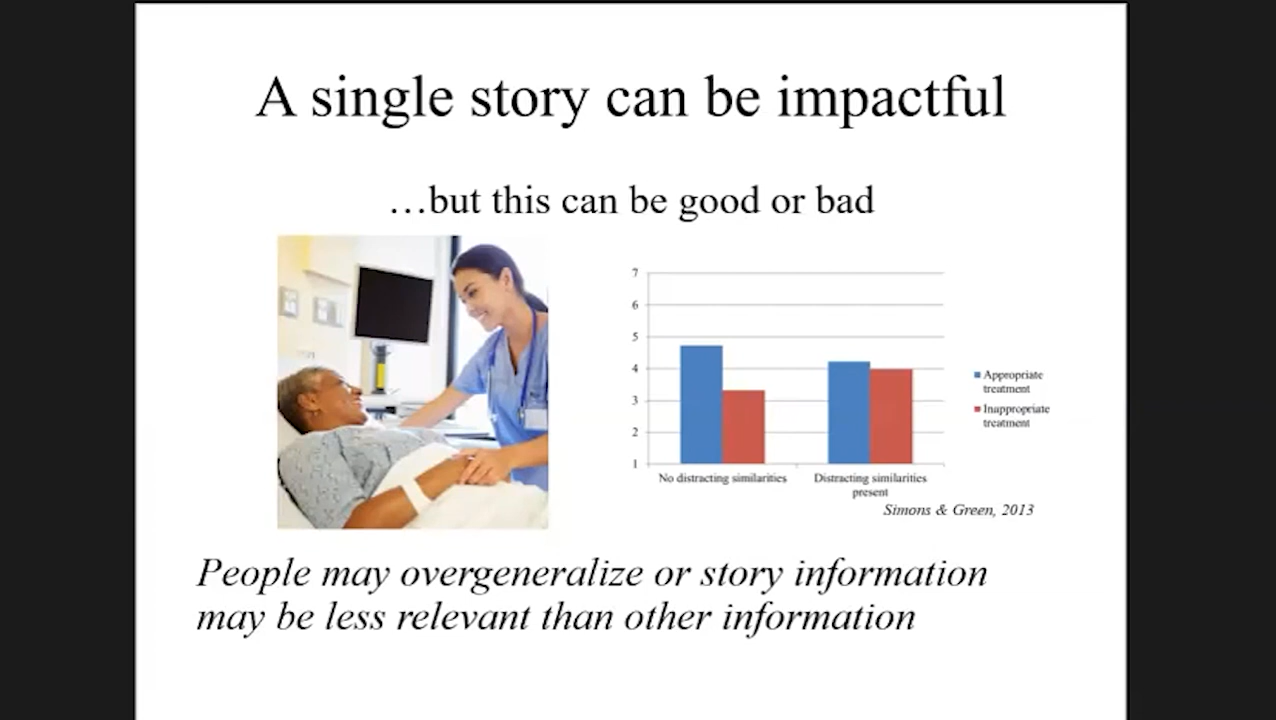 A single story can be impactful
…but this can be good or bad
7
6
5
4
3
2
1
No distracting similarities
Distracting similarities
present
Appropriate
treatment
Inappropriate
treatment
Simons & Green, 2013
People may overgeneralize or story information
may be less relevant than other information